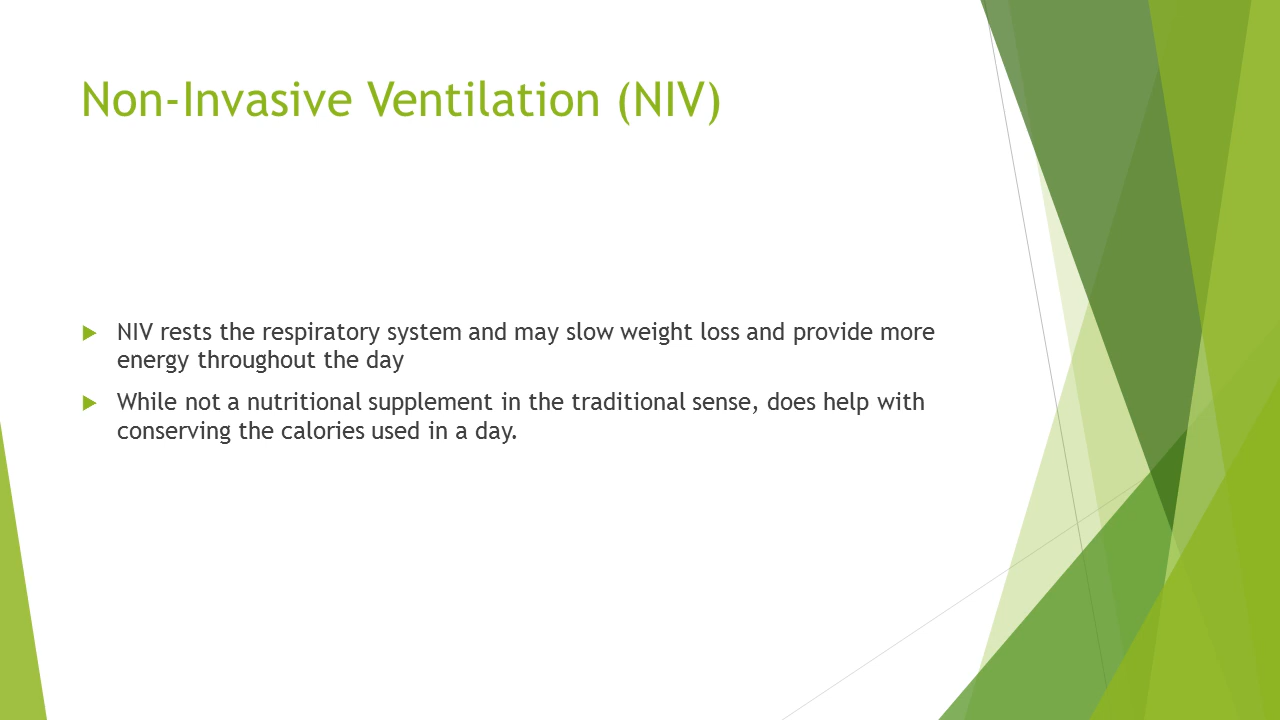 Non-Invasive Ventilation (NIV)
NIV rests the respiratory system and may slow weight loss and provide more
energy throughout the day
While not a nutritional supplement in the traditional sense, does help with
conserving the calories used in a day.